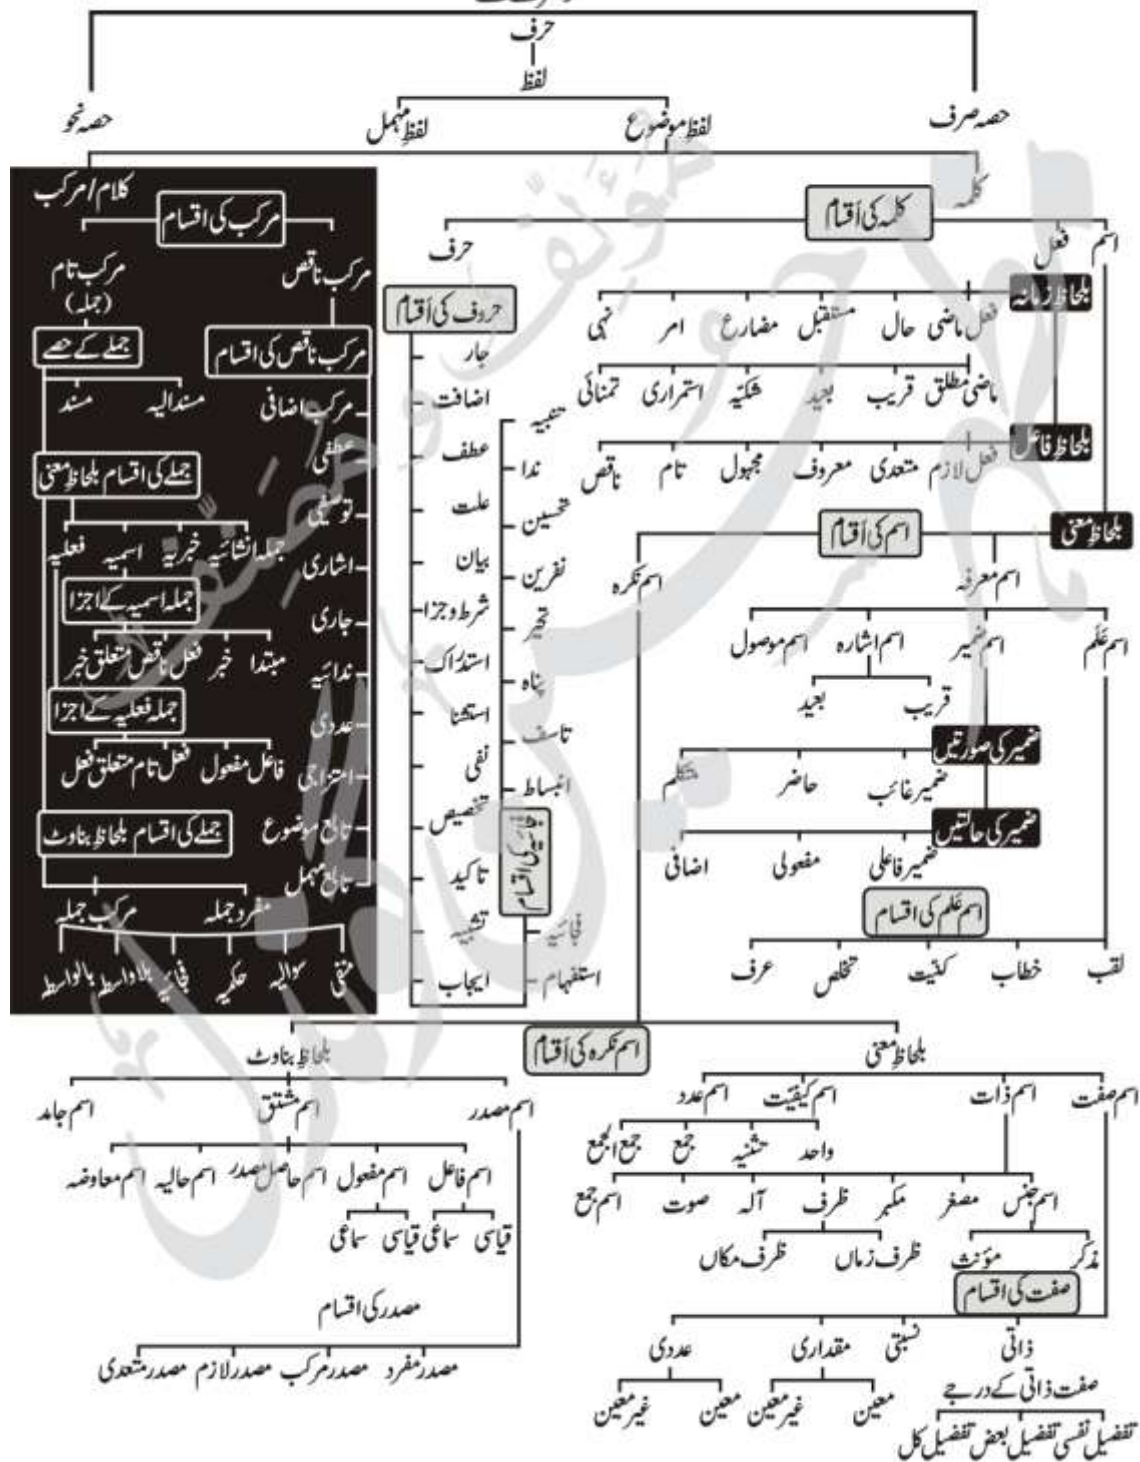 حرف
لفظ
حصہ صرف
لفظِ موضوع
لفظِ مہمل
حصہ نحو
کلمہ
کلمہ کی اَقسام
اسم
فعل
حرف
بلحاظِ زمانہ
فعل ماضی حال مستقبل مضارع امر نہی
ماضی مطلق قریب بعید شکیّہ استمراری تمنائی
بلحاظِ فاعل
فعل لازم متعدی معروف مجہول تام ناقص
بلحاظِ معنی
اسم کی اَقسام
اسم معرفہ
اسم نکرہ
اسم عَلَم اسم ضمیر اسم اشارہ اسم موصول
قریب بعید
ضمیر کی صورتیں
ضمیر غائب حاضر متکلم
ضمیر کی حالتیں
ضمیر فاعلی مفعولی اضافی
اسم عَلَم کی اقسام
لقب خطاب کنیّت تخلص عرف
حروف کی اَقسام
جار
اضافت
عطف
علت
بیان
شرط و جزا
استدراک
استثنا
نفی
تخصیص
تاکید
تشبیہ
ایجاب
تنبیہ
ندا
تحسین
نفرین
پناہ
تاسف
انبساط
استفہام
کلام/مرکب
مرکب کی اقسام
مرکب ناقص
مرکب تام
(جملہ)
مرکب ناقص کی اقسام
مرکب اضافی
عطفی
توصیفی
اشاری
جاری
ندائیہ
عددی
امتزاجی
تابع موضوع
تابع مہمل
جملے کے حصے
مسند الیہ مسند
جملے کی اقسام بلحاظِ معنی
جملہ انشائیہ خبریہ اسمیہ فعلیہ
جملہ اسمیہ کے اجزا
مبتدا خبر فعل ناقص متعلق خبر
جملہ فعلیہ کے اجزا
فاعل مفعول فعل تام متعلق فعل
جملے کی اقسام بلحاظِ بناوٹ
مفرد جملہ مرکب جملہ
منفی سوالیہ حکمیہ بلاواسطہ بالواسطہ
اسم نکرہ کی اَقسام
بلحاظِ معنی
بلحاظِ بناوٹ
اسم صفت اسم ذات اسم کیفیّت اسم عدد
واحد تثنیہ جمع جمع الجمع
اسم جنس مصغر مکبر ظرف آلہ صوت اسم جمع
مذکر مؤنث ظرف زماں ظرف مکاں
صفت کی اقسام
ذاتی نسبتی مقداری عددی
صفت ذاتی کے درجے
معین غیر معین معین غیر معین
تفضیل نفسی تفضیل بعض تفضیل کل
اسم مصدر اسم مشتق اسم جامد
اسم فاعل اسم مفعول اسم حاصل مصدر اسم حالیہ اسم معاوضہ
قیاسی سماعی قیاسی سماعی
مصدر کی اقسام
مصدر مفرد مصدر مرکب مصدر لازم مصدر متعدی